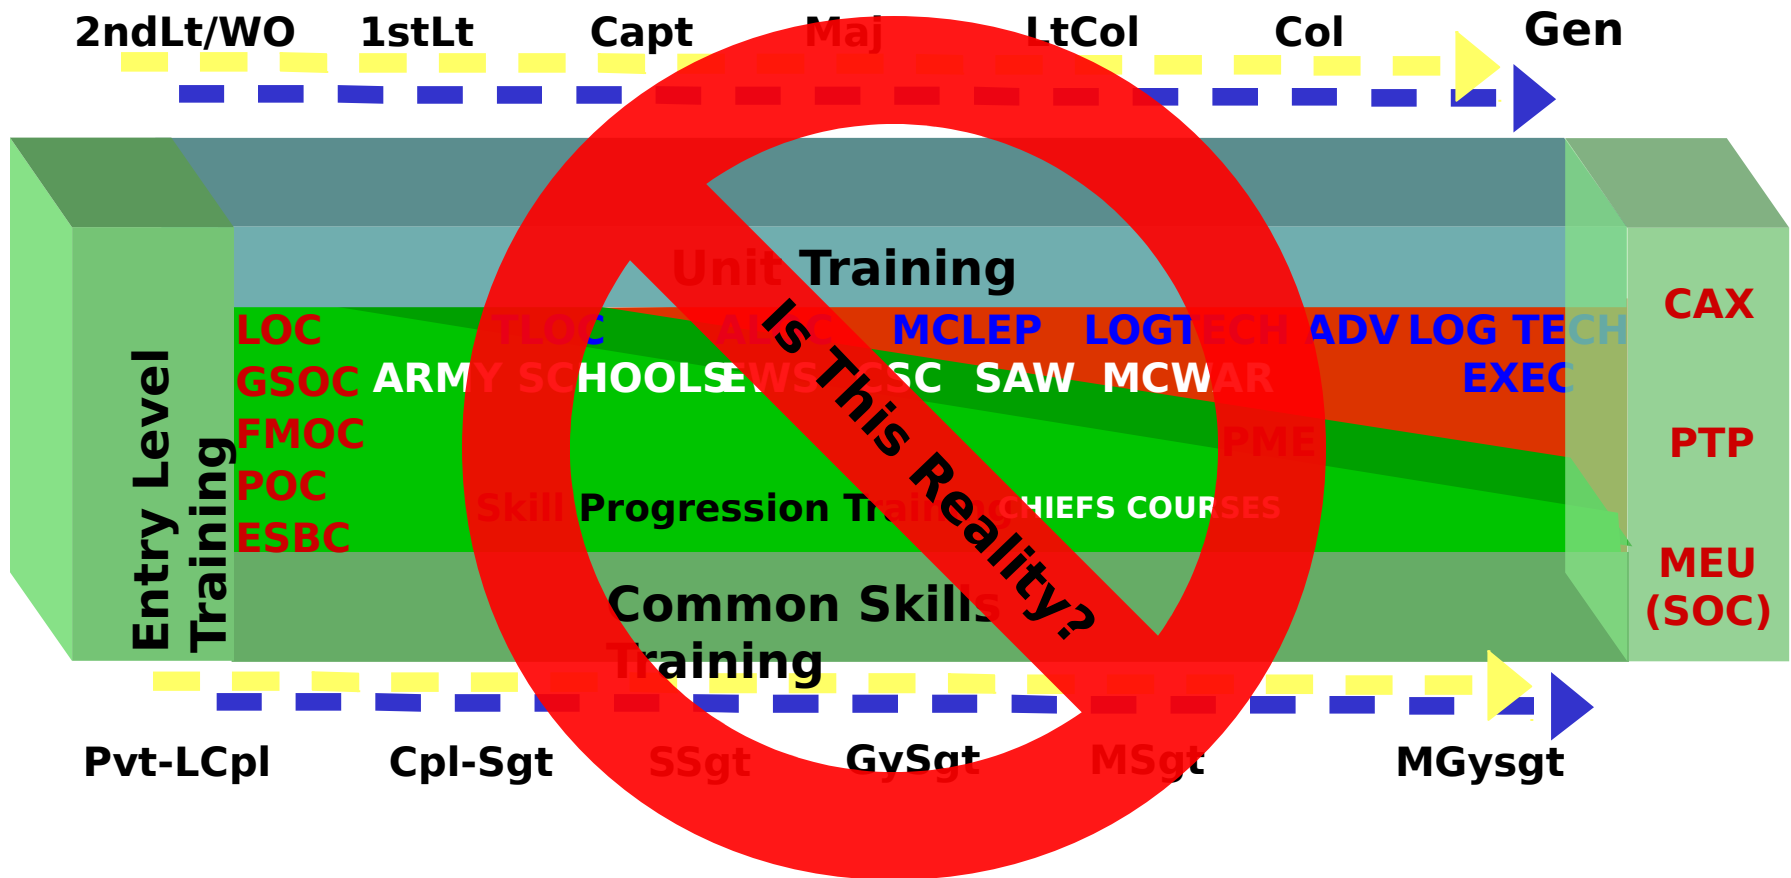 2ndLt/WO 1stLt Capt Maj LtCol Col Gen
Unit Training
LOC TLOC MCLEP LOGTECH ADV LOG TECH
GSOC ARMY SCHOOLS EWS CSC SAW MCWAR EXEC
FMOC PME
POC
Skill Progression Training CHIEFS COURSES
ESBC
Entry Level
Training
Common Skills
Training
Is This Reality?
CAX
PTP
MEU
(SOC)
Pvt-LCpl Cpl-Sgt SSgt GySgt MSgt MGysgt